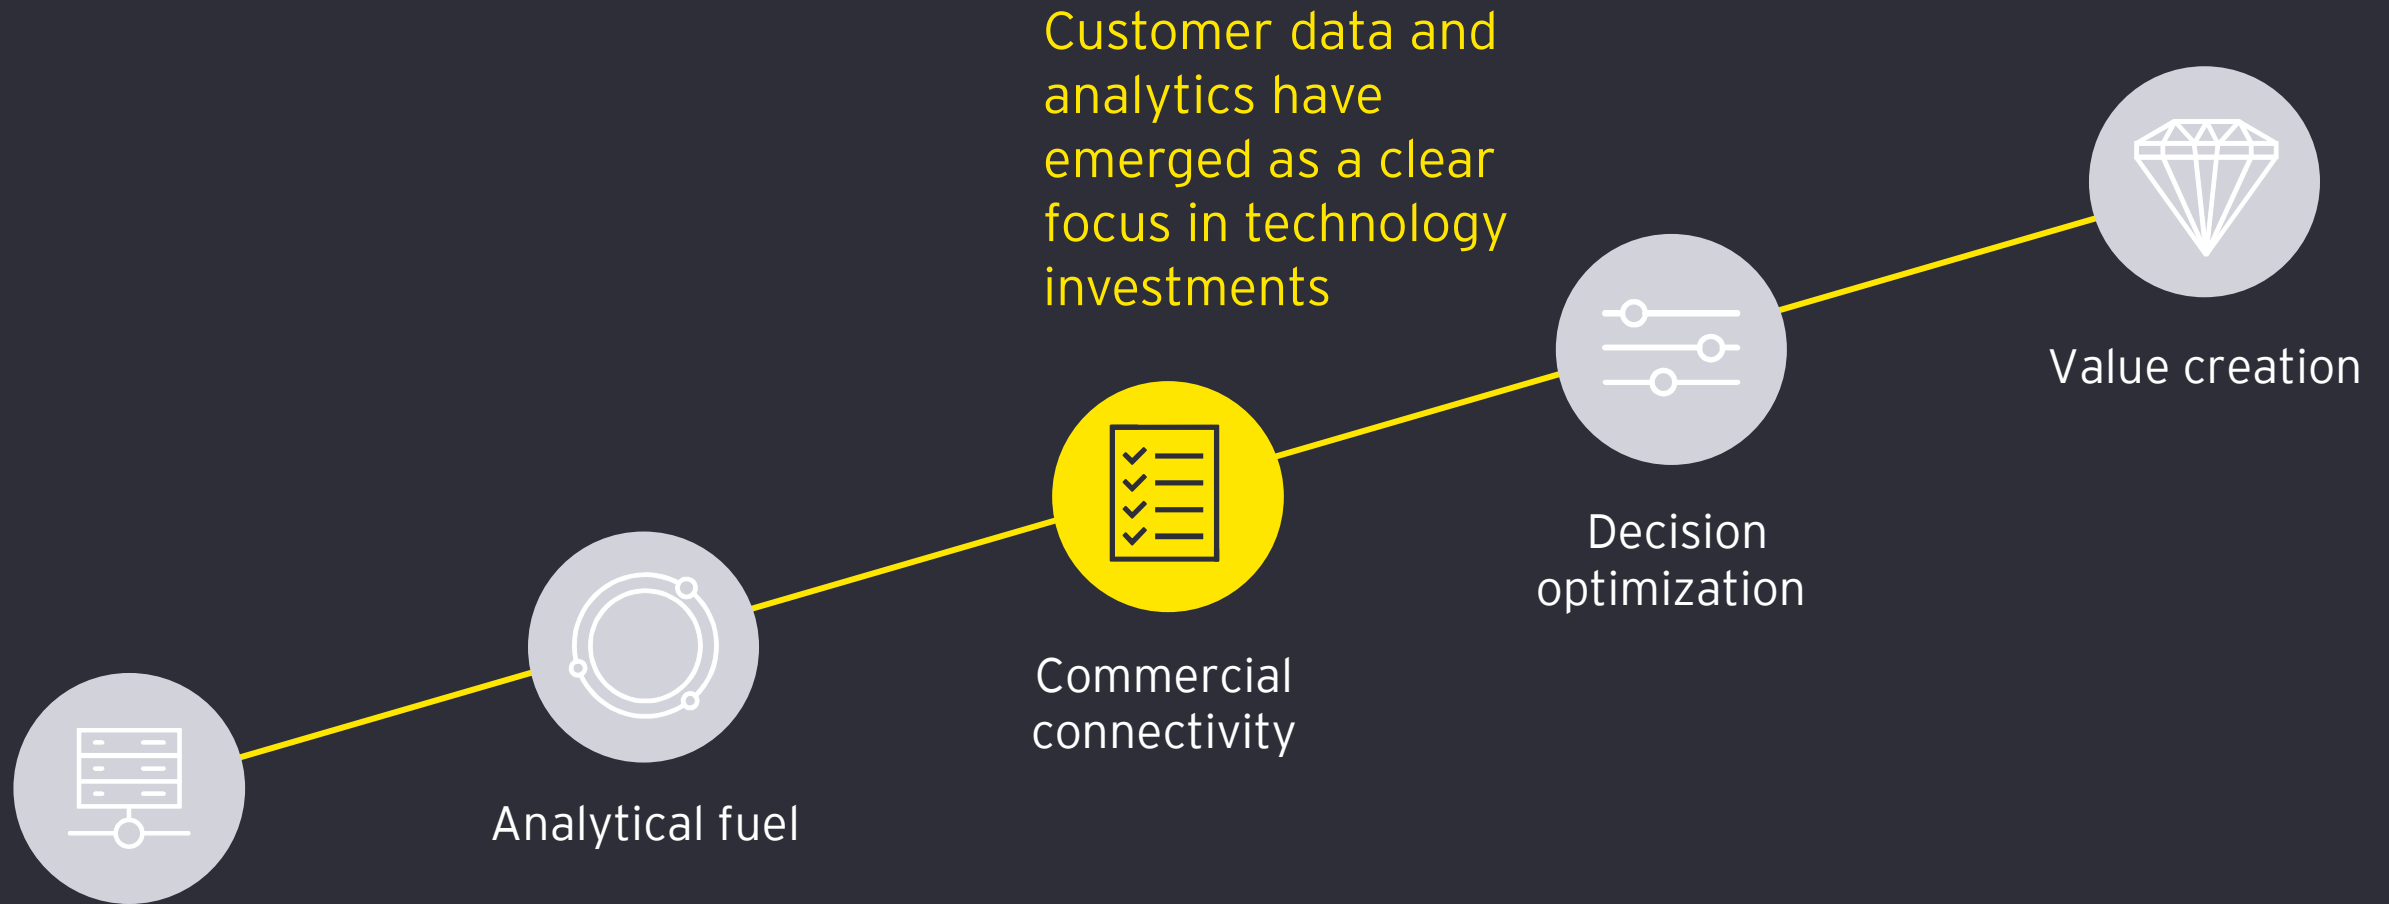 Customer data and
analytics have
emerged as a clear
focus in technology
investments
Value creation
Decision
optimization
Commercial
connectivity
Analytical fuel